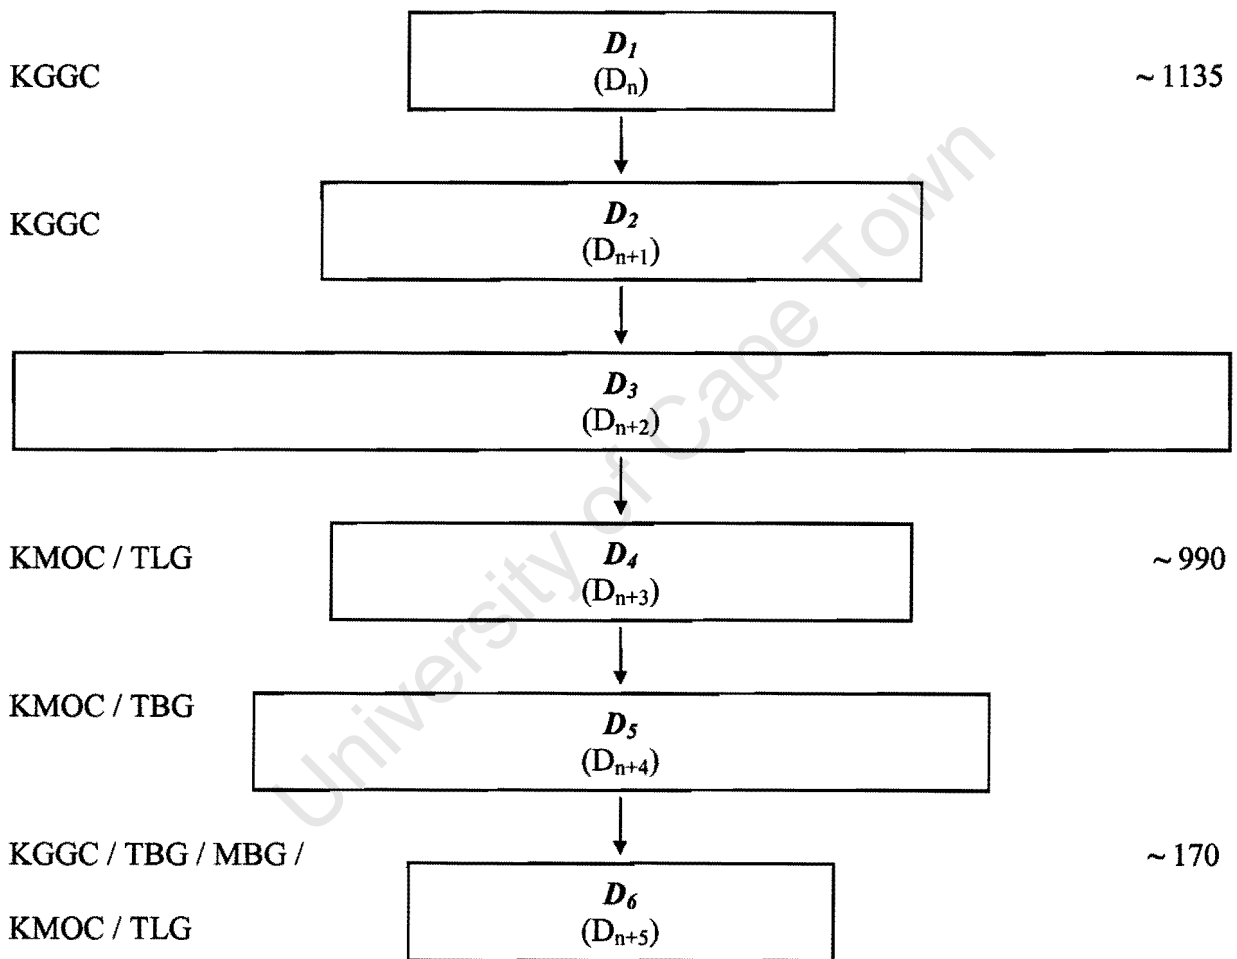 D₁
KGGC (Dₙ) ~ 1135
D₂
KGGC (Dₙ₊₁)
D₃
(Dₙ₊₂)
KMOC / TLG D₄ ~ 990
(Dₙ₊₃)
KMOC / TBG D₅
(Dₙ₊₄)
KGGC / TBG / MBG / ~ 170
D₆
KMOC / TLG (Dₙ₊₅)
University of Cape Town